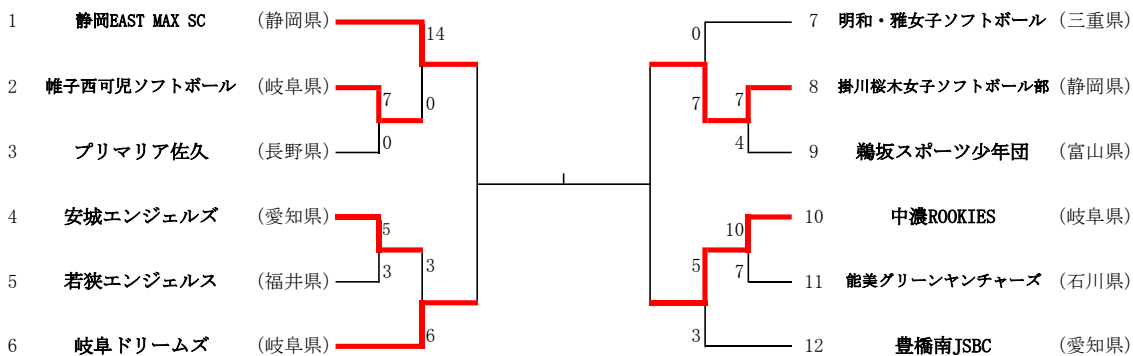 1 静岡EAST MAX SC (静岡県)
14
2 帷子西可児ソフトボール (岐阜県)
7
0
3 プリマリア佐久 (長野県)
0
4 安城エンジェルズ (愛知県)
5
5 若狭エンジェルス (福井県)
3
3
6 岐阜ドリームズ (岐阜県)
6
7 明和・雅女子ソフトボール (三重県)
0
8 掛川桜木女子ソフトボール部 (静岡県)
7
7
9 鵜坂スポーツ少年団 (富山県)
4
10 中濃ROOKIES (岐阜県)
10
11 能美グリーンヤンチャーズ (石川県)
5
7
12 豊橋南JSBC (愛知県)
3